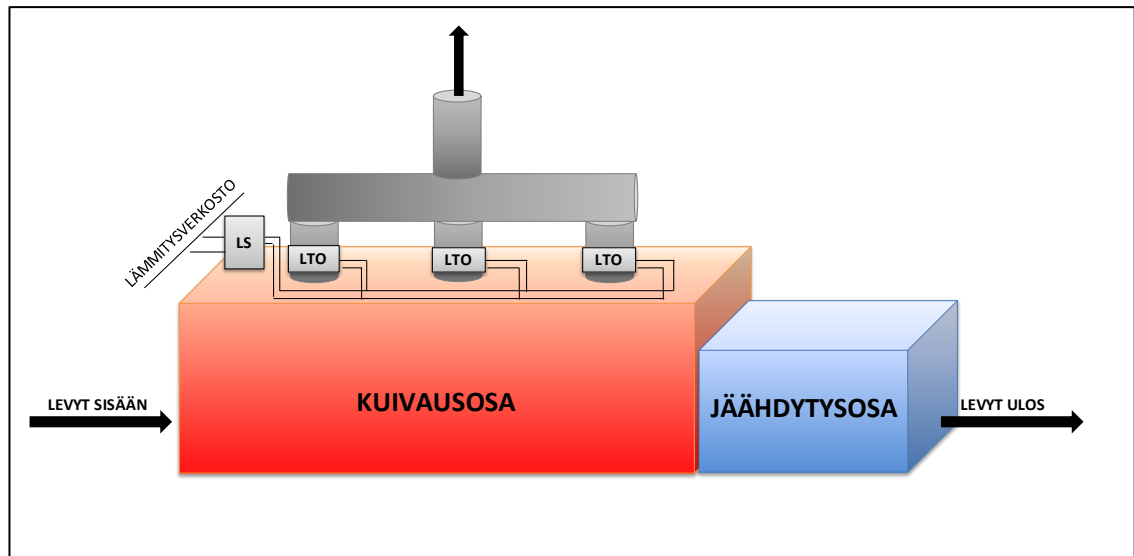 LÄMMITYSVERKOSTO
LS
LTO
LTO
LTO
LEVYT SISÄÄN
KUIVAUSOSA
JÄÄHDYTYSOSA
LEVYT ULOS